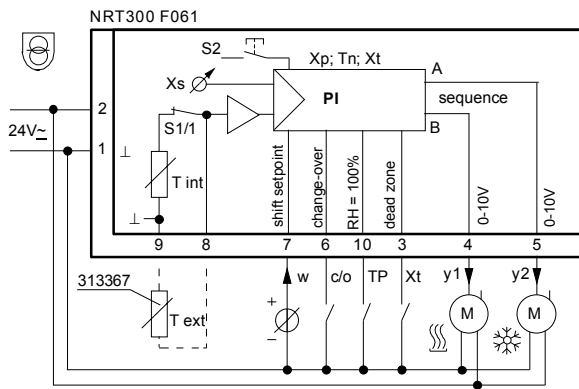 NRT300 F061
S2
Xp; Tn; Xt
Xs
A
PI
sequence
B
2
S1/1
24V~
1
⊥
T int
⊥
shift setpoint
change-over
RH = 100%
dead zone
0-10V
0-10V
9
8
7
6
10
3
4
5
313367
w
c/o
TP
Xt
y1
y2
+
−
T ext
M
M